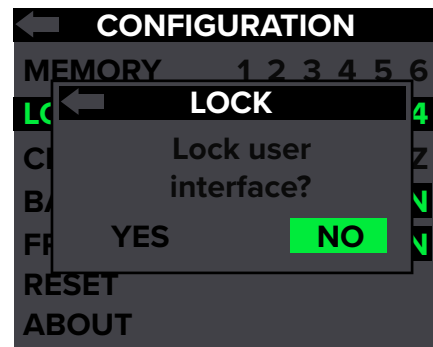 CONFIGURATION
MEMORY 1 2 3 4 5 6
LOCK
Lock user
interface?
YES NO
RESET
ABOUT